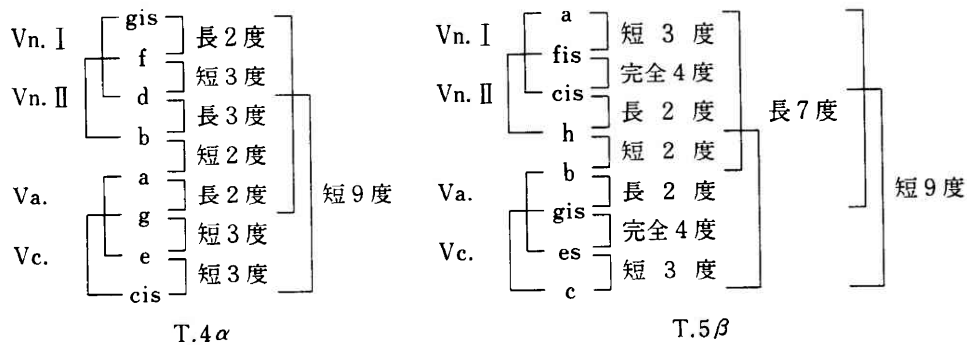 gis
Vn. Ⅰ
長2度
f
短3度
Vn. Ⅱ
d
長3度
b
短2度
a
Va.
長2度
短9度
g
短3度
Vc.
e
短3度
cis
T.4α
a
Vn. Ⅰ
短 3 度
fis
完全4度
Vn. Ⅱ
cis
長 2 度
長7度
h
短 2 度
b
Va.
長 2 度
短9度
gis
完全4度
Vc.
es
短 3 度
c
T.5β